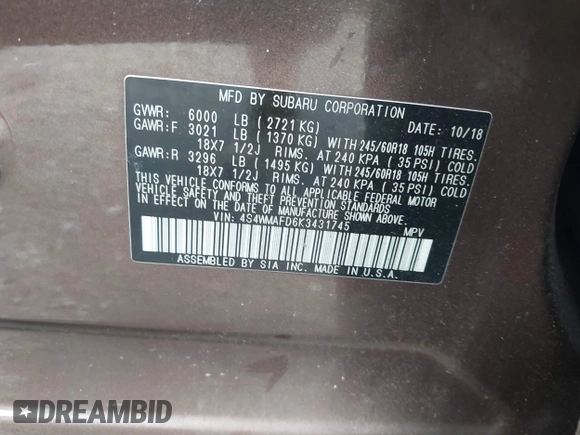 MFD BY SUBARU CORPORATION
GVWR: 6000 LB ( 2721 KG) DATE: 10/18
GAWR:F 3021 LB ( 1370 KG) WITH 245/60R18 105H TIRES.
18X7 1/2J RIMS. AT 240 KPA ( 35 PSI) COLD
GAWR:R 3296 LB ( 1495 KG) WITH 245/60R18 105H TIRES.
18X7 1/2J RIMS. AT 240 KPA ( 35 PSI) COLD
THIS VEHICLE CONFORMS TO ALL APPLICABLE FEDERAL MOTOR
VEHICLE SAFETY, BUMPER, AND THEFT PREVENTION STANDARDS
IN EFFECT ON THE DATE OF MANUFACTURE SHOWN ABOVE.
VIN: 4S4WMAFD6K3431745 MPV
ASSEMBLED BY SIA INC. MADE IN U.S.A.
DREAMBID